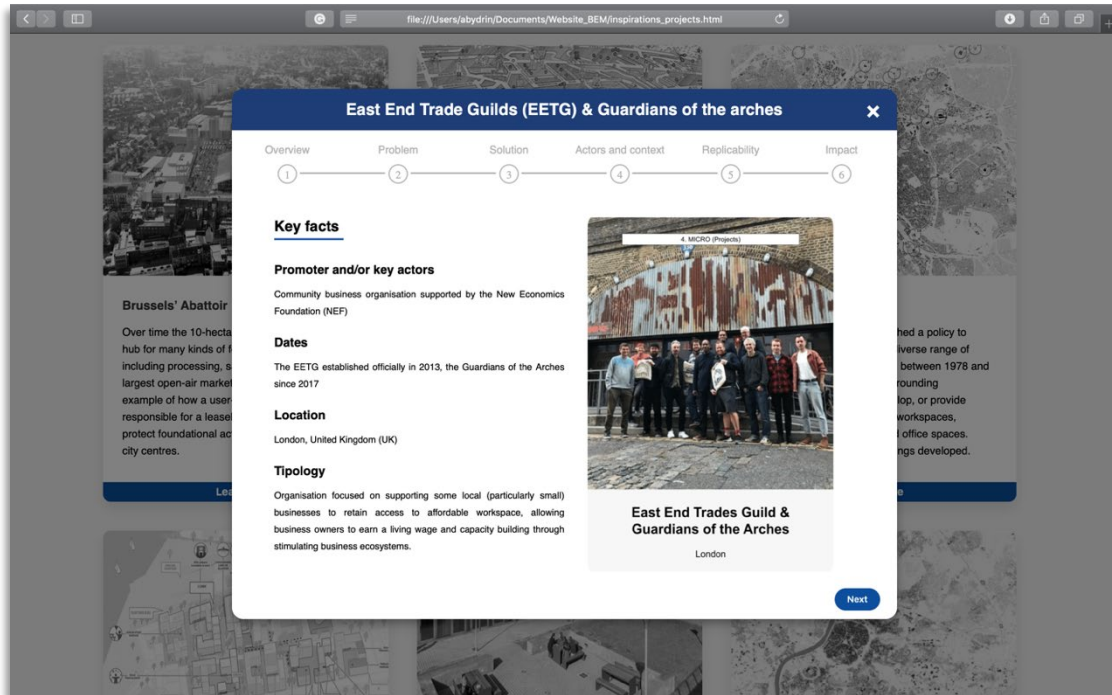 file:///Users/abydrin/Documents/Website_BEM/inspirations_projects.html
East End Trade Guilds (EETG) & Guardians of the arches
Overview
Problem
Solution
Actors and context
Replicability
Impact
1
2
3
4
5
6
Key facts
Promoter and/or key actors
Community business organisation supported by the New Economics
Foundation (NEF)
Dates
The EETG established officially in 2013, the Guardians of the Arches
since 2017
Location
London, United Kingdom (UK)
Tipology
Organisation focused on supporting some local (particularly small)
businesses to retain access to affordable workspace, allowing
business owners to earn a living wage and capacity building through
stimulating business ecosystems.
4. MICRO (Projects)
East End Trades Guild &
Guardians of the Arches
London
Next
Brussels' Abattoir
Over time the 10-hecta
hub for many kinds of f
including processing, s
largest open-air market
example of how a user-
responsible for a leasel
protect foundational ac
city centres.
Lea
hed a policy to
iverse range of
between 1978 and
rounding
lop, or provide
workspaces,
l office spaces.
ngs developed.
e